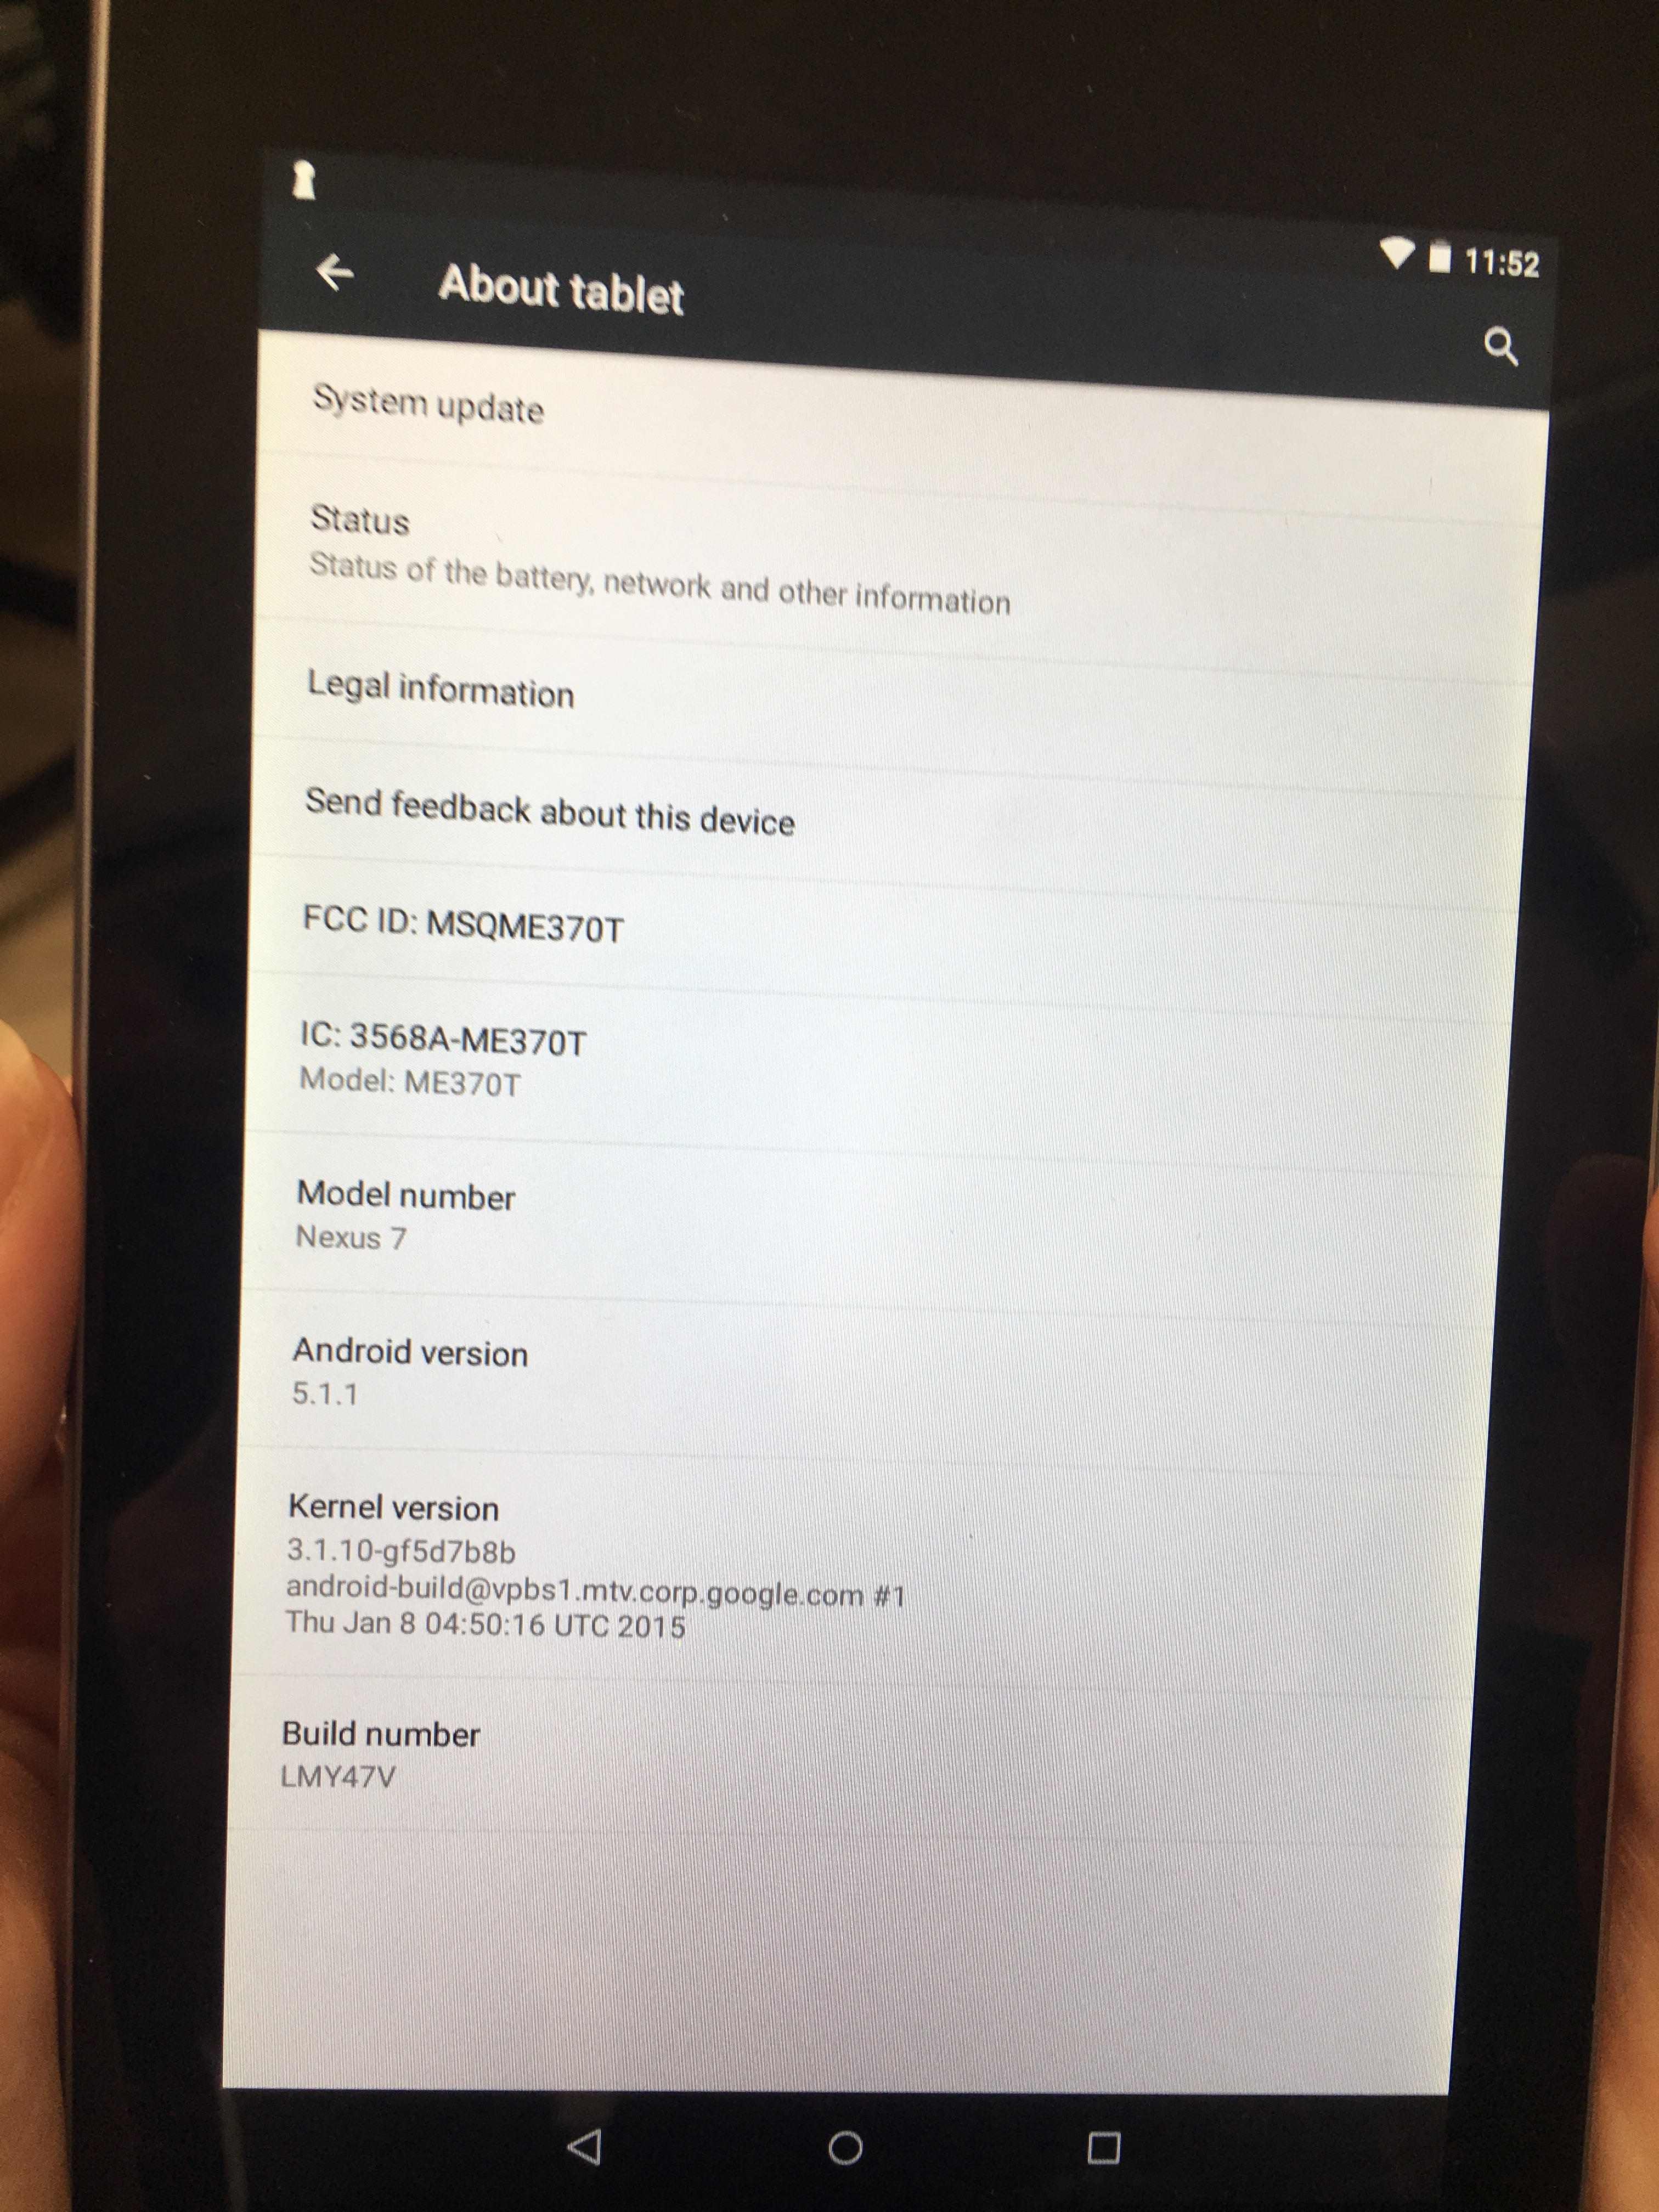 11:52
About tablet
System update
Status
Status of the battery, network and other information
Legal information
Send feedback about this device
FCC ID: MSQME370T
IC: 3568A-ME370T
Model: ME370T
Model number
Nexus 7
Android version
5.1.1
Kernel version
3.1.10-gf5d7b8b
android-build@vpbs1.mtv.corp.google.com #1
Thu Jan 8 04:50:16 UTC 2015
Build number
LMY47V